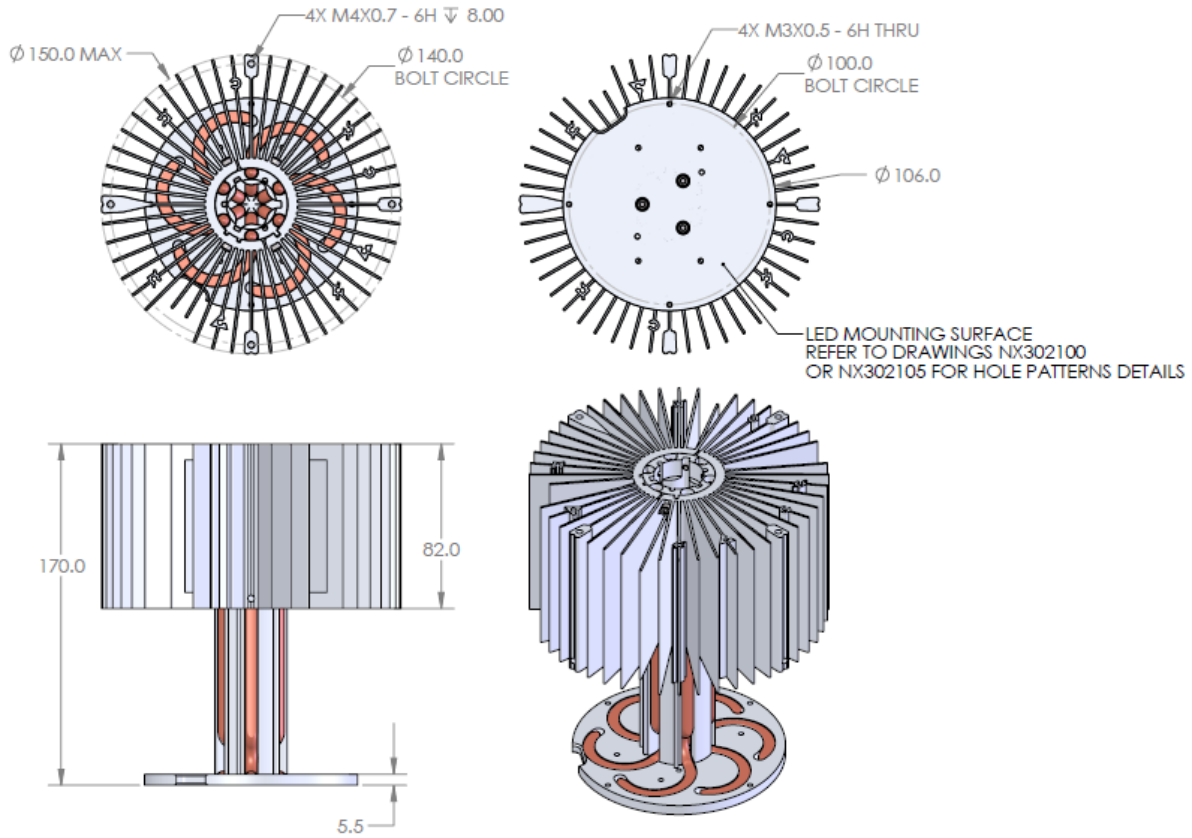 4X M4X0.7 - 6H ↧ 8.00
Ø 150.0 MAX
Ø 140.0
BOLT CIRCLE
4X M3X0.5 - 6H THRU
Ø 100.0
BOLT CIRCLE
Ø 106.0
LED MOUNTING SURFACE
REFER TO DRAWINGS NX302100
OR NX302105 FOR HOLE PATTERNS DETAILS
170.0
82.0
5.5